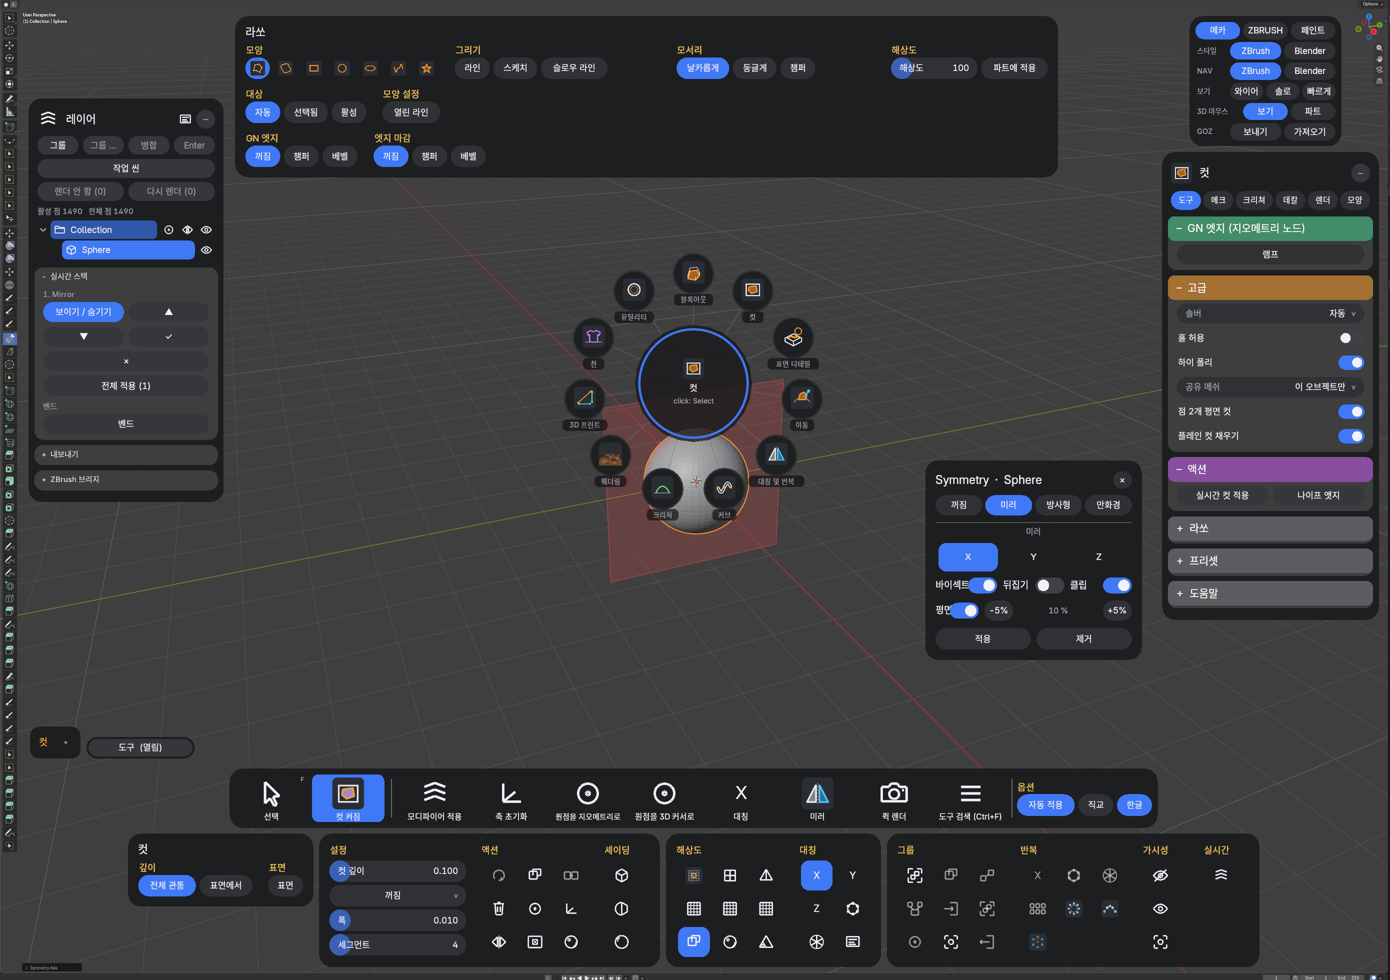 Options
User Perspective
(1) Collection | Sphere
라쏘
모양
그리기
모서리
해상도
라인
스케치
슬로우 라인
날카롭게
둥글게
챔퍼
해상도 100
파트에 적용
대상
모양 설정
자동
선택됨
활성
열린 라인
GN 엣지
엣지 마감
꺼짐
챔퍼
베벨
꺼짐
챔퍼
베벨
메카
ZBRUSH
페인트
스타일
ZBrush
Blender
NAV
ZBrush
Blender
보기
와이어
솔로
빠르게
3D 마우스
보기
파트
GOZ
보내기
가져오기
레이어
그룹
그룹 ...
병합
Enter
작업 씬
렌더 안 함 (0)
다시 렌더 (0)
활성 점 1490 전체 점 1490
Collection
Sphere
실시간 스택
1. Mirror
보이기 / 숨기기
전체 적용 (1)
벤드
벤드
+ 내보내기
+ ZBrush 브리지
컷
도구
메크
크리쳐
데칼
렌더
모양
− GN 엣지 (지오메트리 노드)
램프
− 고급
솔버
자동
홀 허용
하이 폴리
공유 메쉬
이 오브젝트만
점 2개 평면 컷
플레인 컷 채우기
− 액션
실시간 컷 적용
나이프 엣지
+ 라쏘
+ 프리셋
+ 도움말
블록아웃
유틸리티
컷
전
표면 디테일
컷
click: Select
3D 프린트
이동
웨더링
대칭 및 반복
크리쳐
커브
Symmetry · Sphere
꺼짐
미러
방사형
만화경
미러
X
Y
Z
바이섹트
뒤집기
클립
평면
-5%
10 %
+5%
적용
제거
컷
도구 (열림)
F
선택
컷 켜짐
모디파이어 적용
축 초기화
원점을 지오메트리로
원점을 3D 커서로
X
대칭
미러
퀵 렌더
도구 검색 (Ctrl+F)
옵션
자동 적용
직교
한글
컷
깊이
표면
전체 관통
표면에서
표면
설정
액션
셰이딩
컷 깊이 0.100
꺼짐
폭 0.010
세그먼트 4
해상도
대칭
X
Y
Z
그룹
반복
가시성
실시간
X
Symmetry Axis